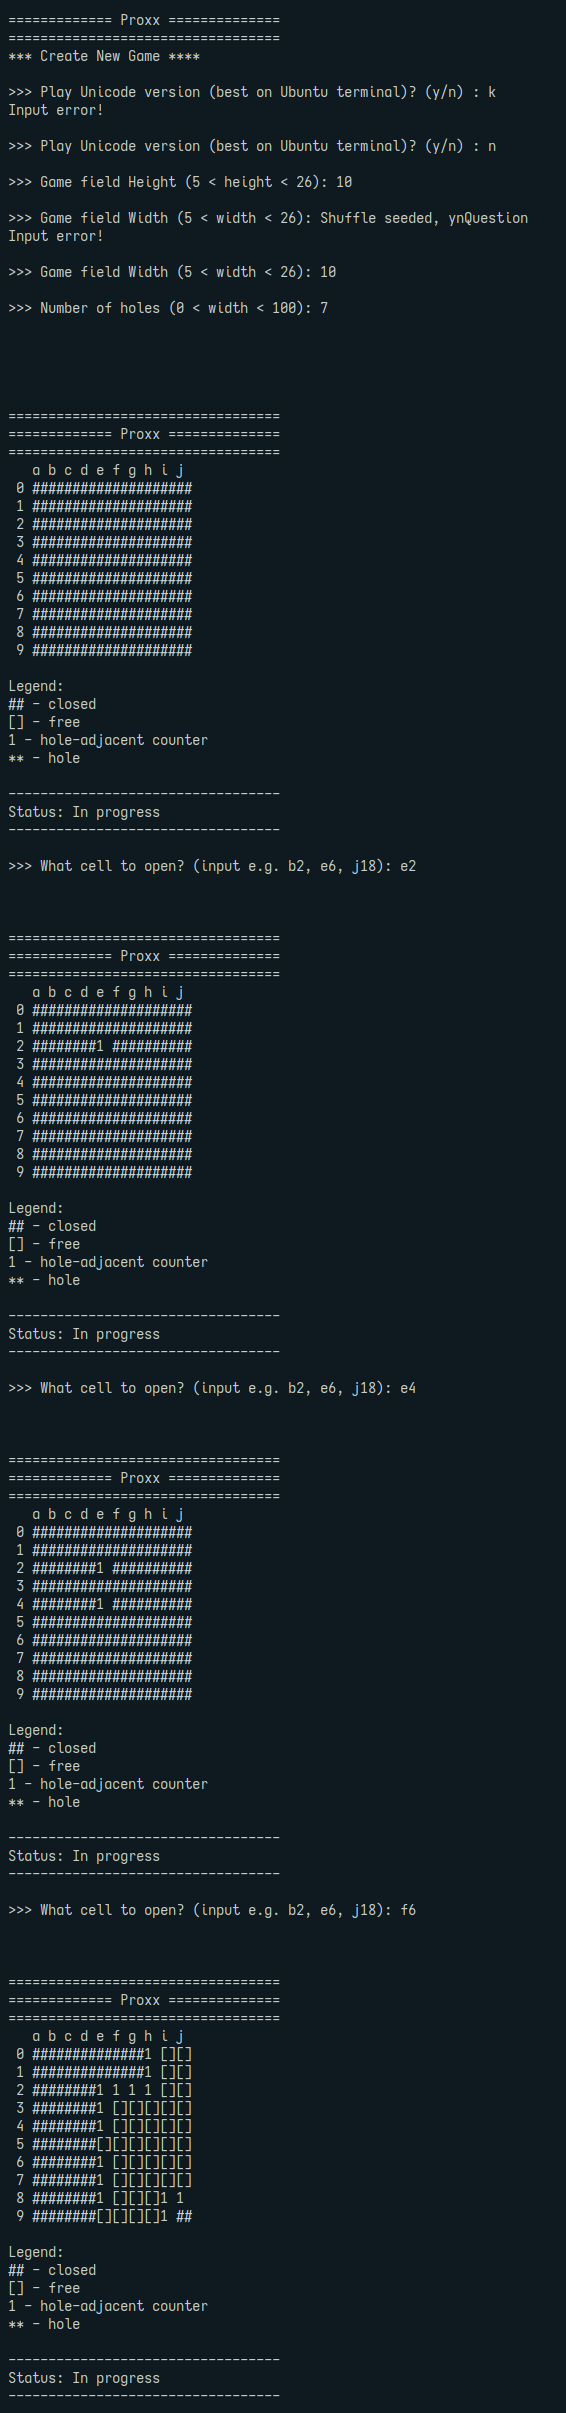 ============= Proxx ==============
==================================
*** Create New Game ****
>>> Play Unicode version (best on Ubuntu terminal)? (y/n) : k
Input error!
>>> Play Unicode version (best on Ubuntu terminal)? (y/n) : n
>>> Game field Height (5 < height < 26): 10
>>> Game field Width (5 < width < 26): Shuffle seeded, ynQuestion
Input error!
>>> Game field Width (5 < width < 26): 10
>>> Number of holes (0 < width < 100): 7
==================================
============= Proxx ==============
==================================
   a b c d e f g h i j
 0 ####################
 1 ####################
 2 ####################
 3 ####################
 4 ####################
 5 ####################
 6 ####################
 7 ####################
 8 ####################
 9 ####################
Legend:
## - closed
[] - free
1 - hole-adjacent counter
** - hole
----------------------------------
Status: In progress
----------------------------------
>>> What cell to open? (input e.g. b2, e6, j18): e2
==================================
============= Proxx ==============
==================================
   a b c d e f g h i j
 0 ####################
 1 ####################
 2 ########1 ##########
 3 ####################
 4 ####################
 5 ####################
 6 ####################
 7 ####################
 8 ####################
 9 ####################
Legend:
## - closed
[] - free
1 - hole-adjacent counter
** - hole
----------------------------------
Status: In progress
----------------------------------
>>> What cell to open? (input e.g. b2, e6, j18): e4
==================================
============= Proxx ==============
==================================
   a b c d e f g h i j
 0 ####################
 1 ####################
 2 ########1 ##########
 3 ####################
 4 ########1 ##########
 5 ####################
 6 ####################
 7 ####################
 8 ####################
 9 ####################
Legend:
## - closed
[] - free
1 - hole-adjacent counter
** - hole
----------------------------------
Status: In progress
----------------------------------
>>> What cell to open? (input e.g. b2, e6, j18): f6
==================================
============= Proxx ==============
==================================
   a b c d e f g h i j
 0 ##############1 [][]
 1 ##############1 [][]
 2 ########1 1 1 1 [][]
 3 ########1 [][][][][]
 4 ########1 [][][][][]
 5 ########[][][][][][]
 6 ########1 [][][][][]
 7 ########1 [][][][][]
 8 ########1 [][][]1 1
 9 ########[][][][]1 ##
Legend:
## - closed
[] - free
1 - hole-adjacent counter
** - hole
----------------------------------
Status: In progress
----------------------------------